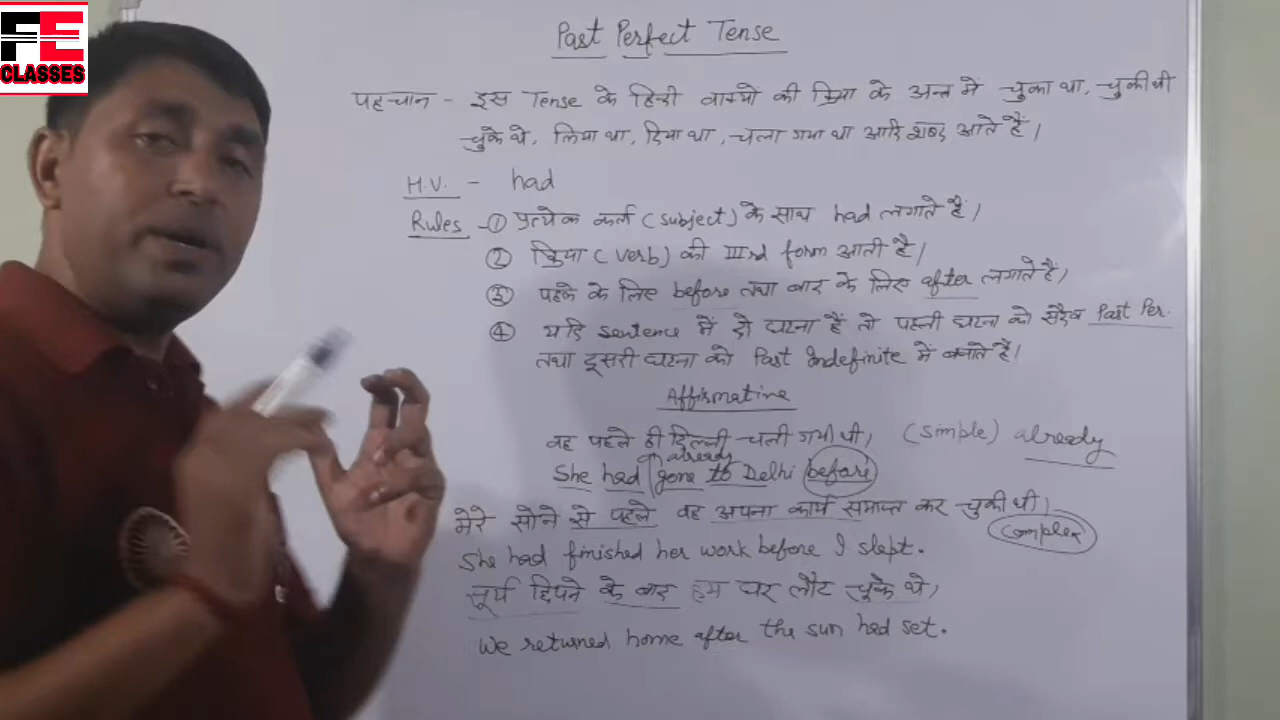 FE
CLASSES
Past Perfect Tense
पहचान - इस Tense के हिन्दी वाक्यो की क्रिया के अन्त में चुका था, चुकी थी
चुके थे, लिया था, दिया था, चला गया था आदि शब्द आते हैं।
H.V. - had
Rules - ① प्रत्येक कर्ता (subject) के साथ had लगाते हैं।
② क्रिया (verb) की IIIrd form आती है।
③ पहले के लिए before तथा बाद के लिए after लगाते हैं।
④ यदि sentence में दो घटना हैं तो पहली घटना को सदैव Past Per.
तथा दूसरी घटना को Past Indefinite में बनाते हैं।
Affirmative
वह पहले ही दिल्ली चली गयी थी। (simple) already
already
She had gone to Delhi before
मेरे सोने से पहले वह अपना कार्य समाप्त कर चुकी थी।
complex
She had finished her work before I slept.
सूर्य छिपने के बाद हम घर लौट चुके थे।
We returned home after the sun had set.